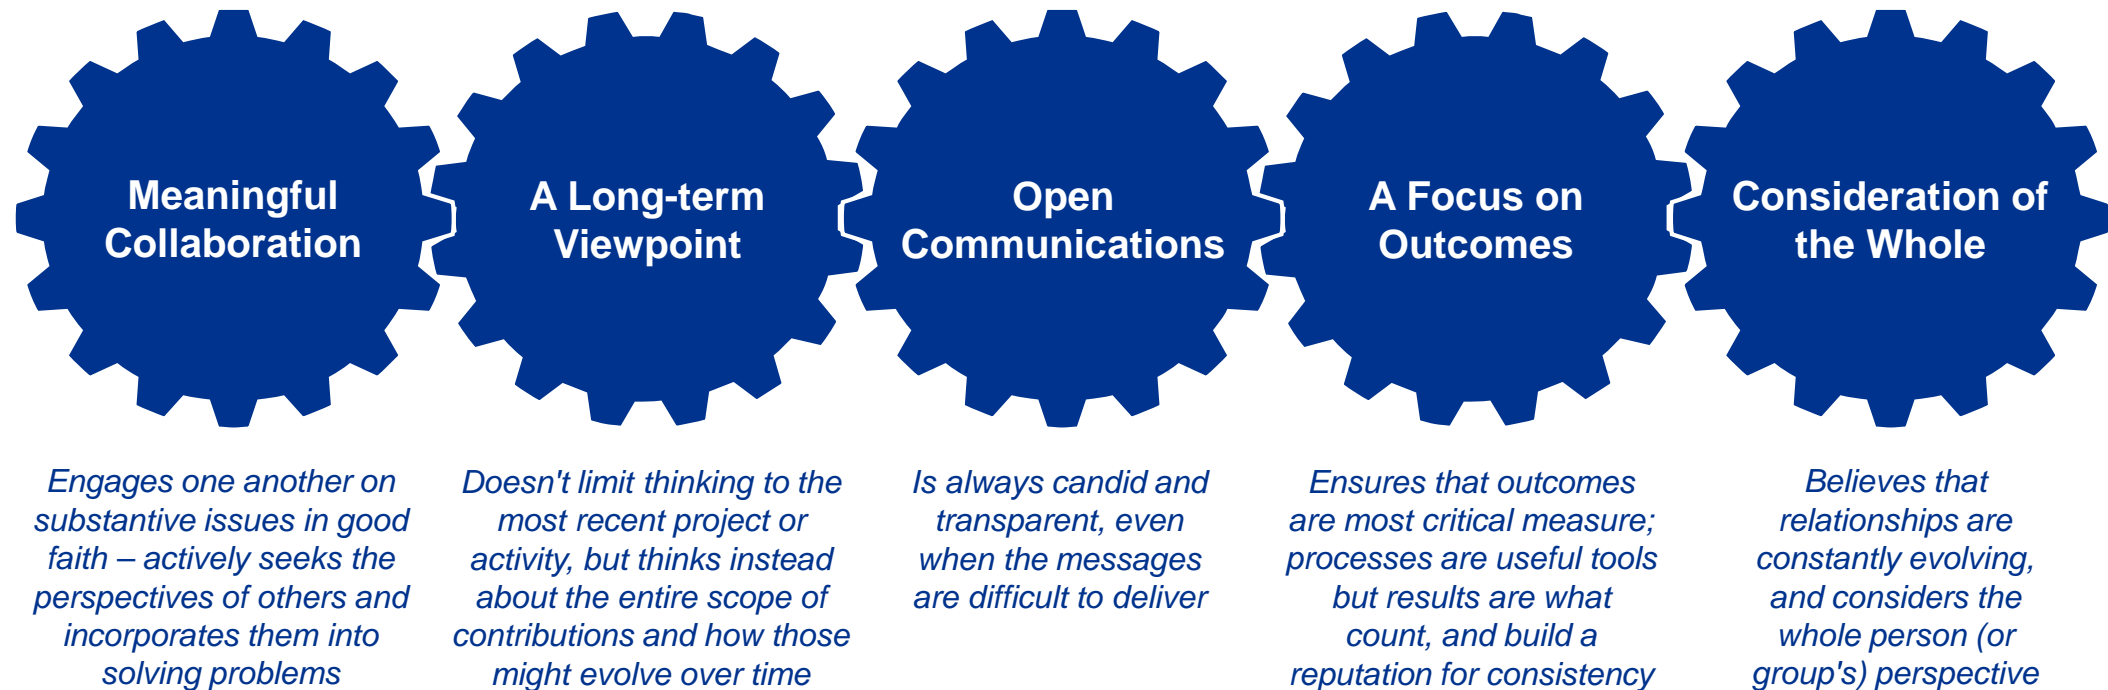 Meaningful
Collaboration
A Long-term
Viewpoint
Open
Communications
A Focus on
Outcomes
Consideration of
the Whole
Engages one another on
substantive issues in good
faith – actively seeks the
perspectives of others and
incorporates them into
solving problems
Doesn't limit thinking to the
most recent project or
activity, but thinks instead
about the entire scope of
contributions and how those
might evolve over time
Is always candid and
transparent, even
when the messages
are difficult to deliver
Ensures that outcomes
are most critical measure;
processes are useful tools
but results are what
count, and build a
reputation for consistency
Believes that
relationships are
constantly evolving,
and considers the
whole person (or
group's) perspective